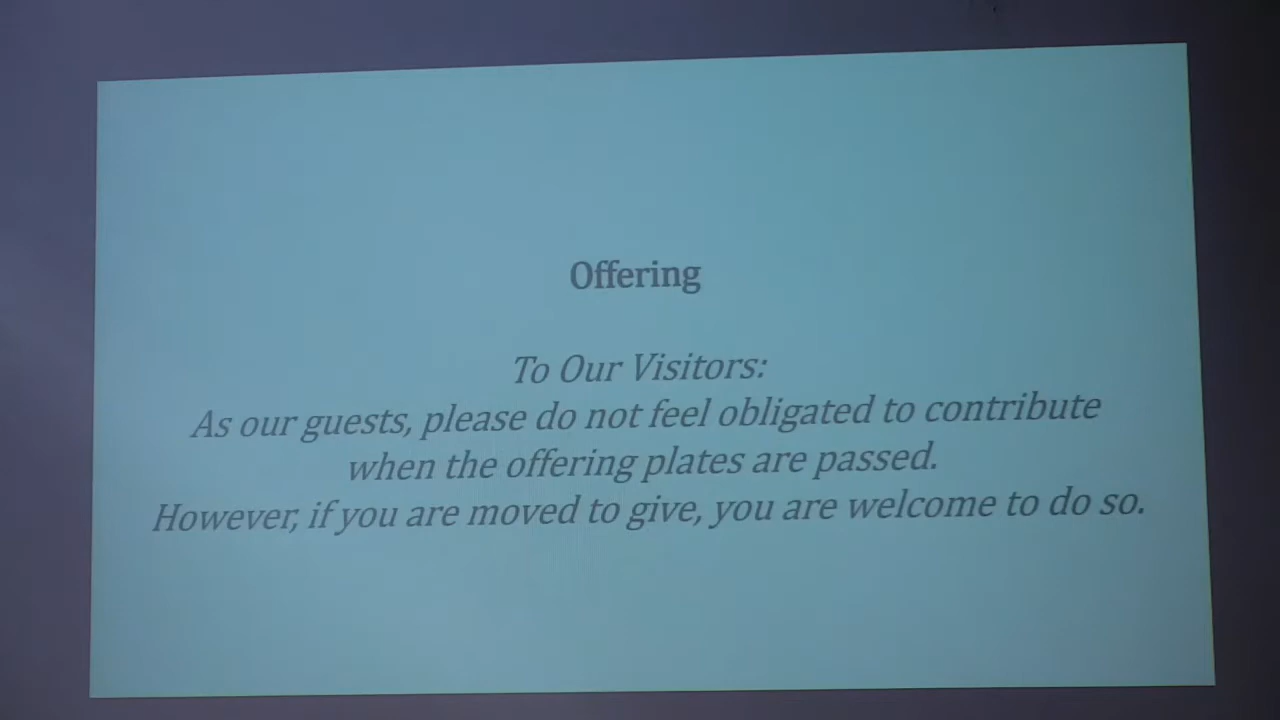 Offering
To Our Visitors:
As our guests, please do not feel obligated to contribute
when the offering plates are passed.
However, if you are moved to give, you are welcome to do so.